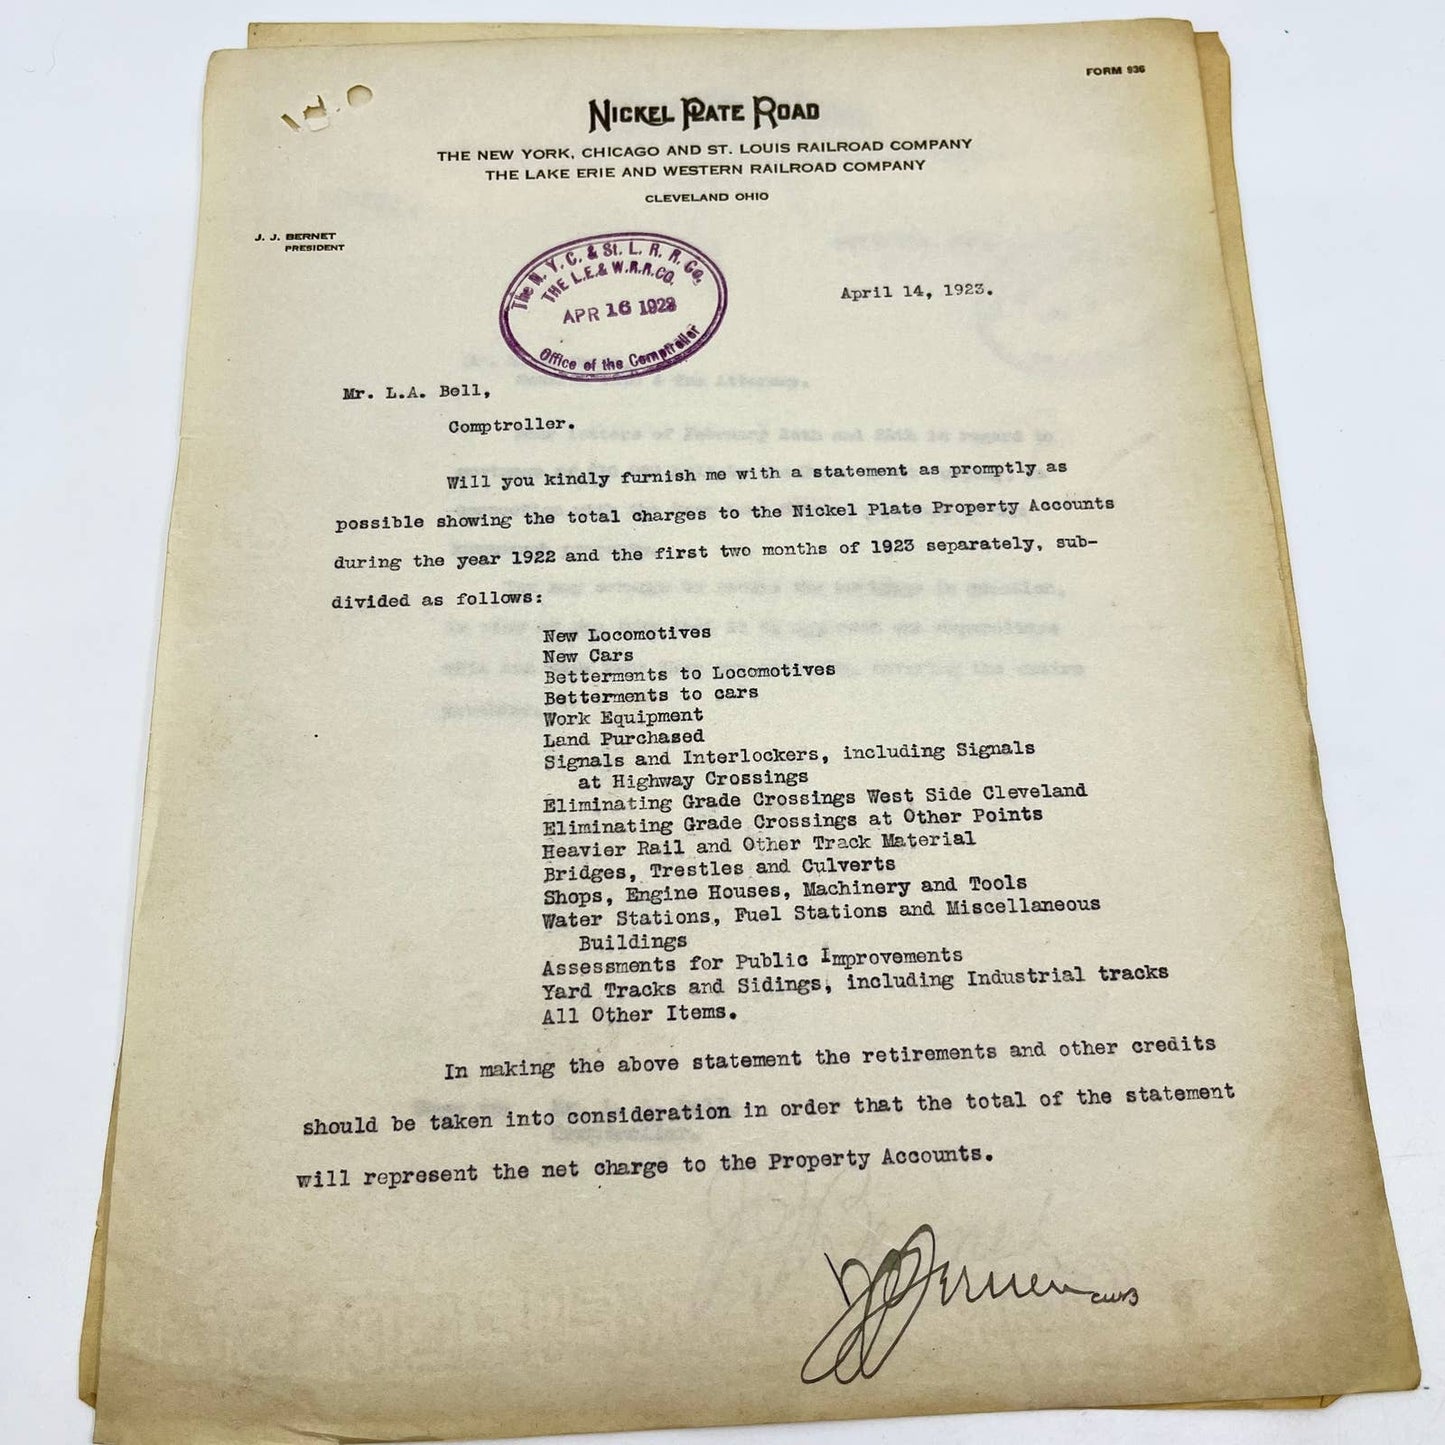 FORM 936
NICKEL PLATE ROAD
THE NEW YORK, CHICAGO AND ST. LOUIS RAILROAD COMPANY
THE LAKE ERIE AND WESTERN RAILROAD COMPANY
CLEVELAND OHIO
J. J. BERNET
PRESIDENT
The N. Y. C. & St. L. R. R. Co.
THE L.E.& W.R.R.CO.
APR 16 1923
Office of the Comptroller
April 14, 1923.
Mr. L.A. Bell,
Comptroller.
Will you kindly furnish me with a statement as promptly as
possible showing the total charges to the Nickel Plate Property Accounts
during the year 1922 and the first two months of 1923 separately, sub-
divided as follows:
New Locomotives
New Cars
Betterments to Locomotives
Betterments to cars
Work Equipment
Land Purchased
Signals and Interlockers, including Signals
at Highway Crossings
Eliminating Grade Crossings West Side Cleveland
Eliminating Grade Crossings at Other Points
Heavier Rail and Other Track Material
Bridges, Trestles and Culverts
Shops, Engine Houses, Machinery and Tools
Water Stations, Fuel Stations and Miscellaneous
Buildings
Assessments for Public Improvements
Yard Tracks and Sidings, including Industrial tracks
All Other Items.
In making the above statement the retirements and other credits
should be taken into consideration in order that the total of the statement
will represent the net charge to the Property Accounts.
JJBernet CWB